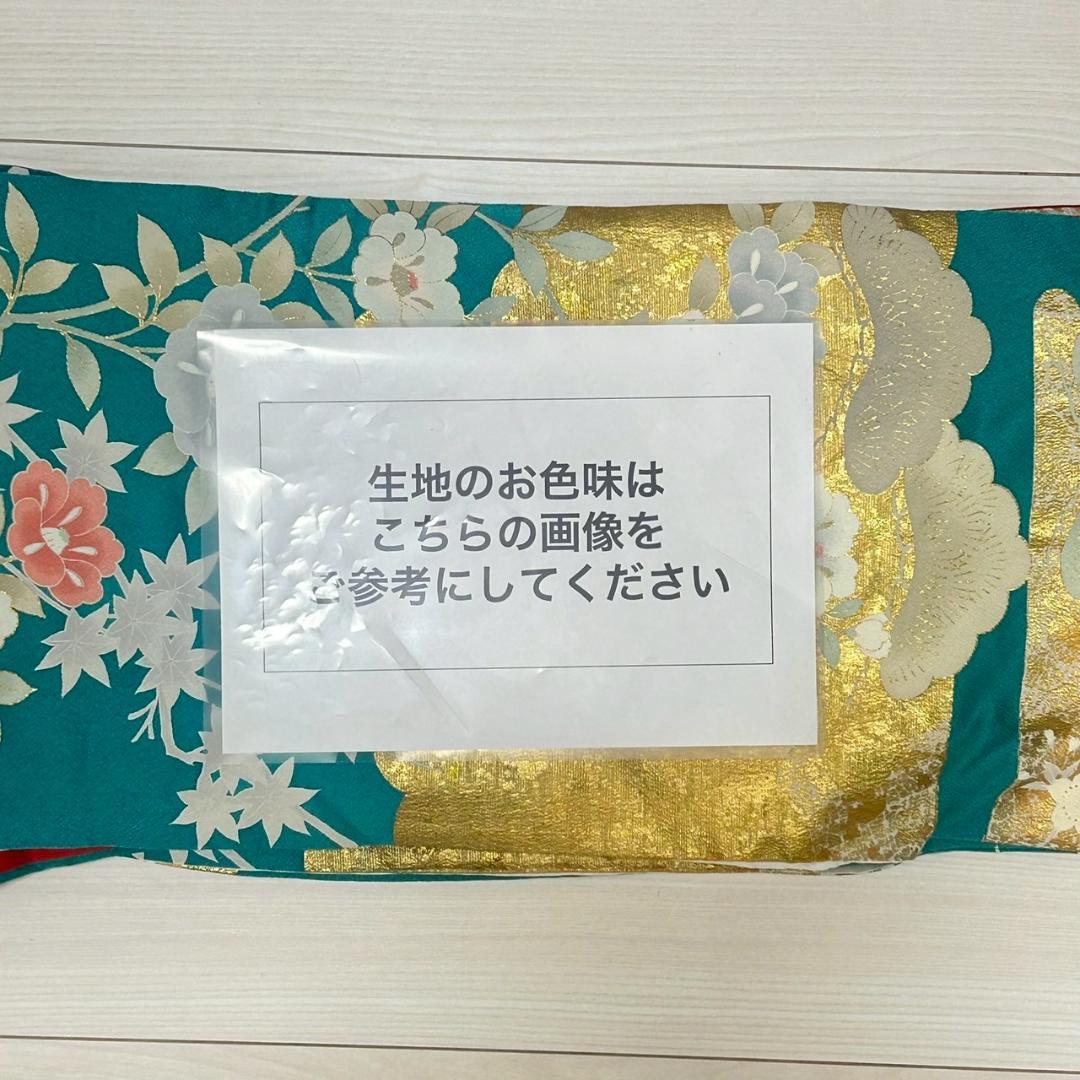 生地のお色味は
こちらの画像を
ご参考にしてください